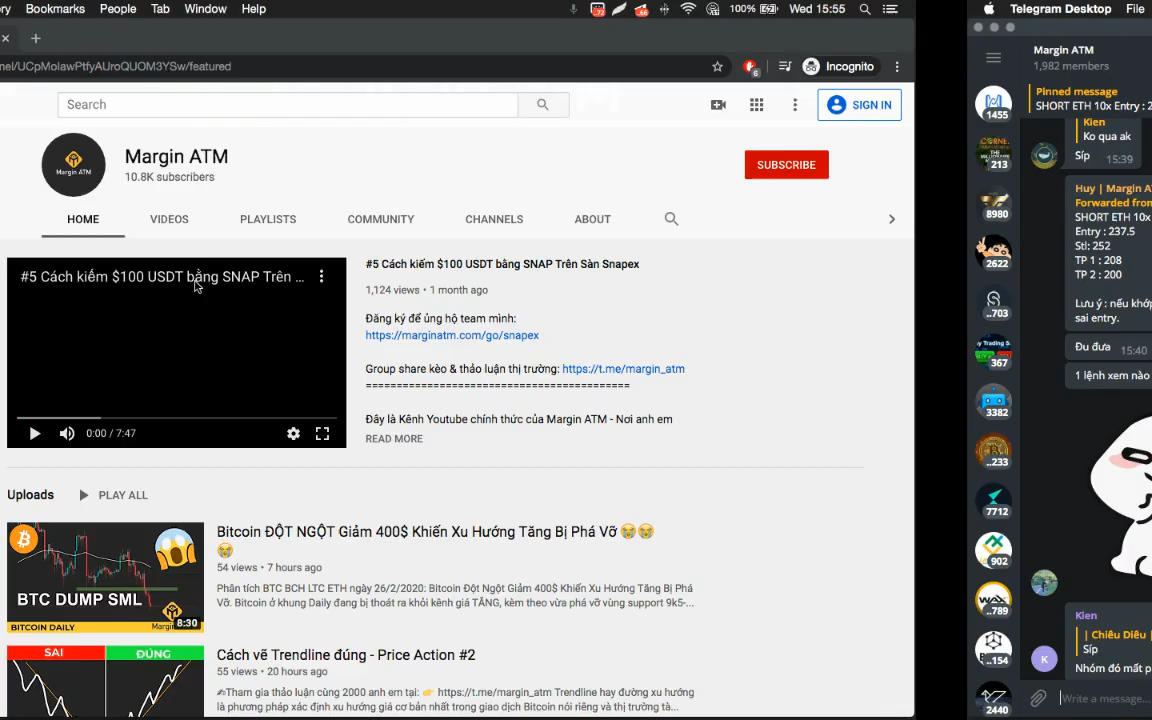 ry Bookmarks People Tab Window Help
100% Wed 15:55
nel/UCpMolawPtfyAUroQUOM3YSw/featured
6 Incognito
Search
SIGN IN
Margin ATM
Margin ATM
10.8K subscribers
SUBSCRIBE
HOME VIDEOS PLAYLISTS COMMUNITY CHANNELS ABOUT
#5 Cách kiếm $100 USDT bằng SNAP Trên ...
0:00 / 7:47
#5 Cách kiếm $100 USDT bằng SNAP Trên Sàn Snapex
1,124 views • 1 month ago
Đăng ký để ủng hộ team mình:
https://marginatm.com/go/snapex
Group share kèo & thảo luận thị trường: https://t.me/margin_atm
=========================================
Đây là Kênh Youtube chính thức của Margin ATM - Nơi anh em
READ MORE
Uploads PLAY ALL
BTC DUMP SML
BITCOIN DAILY
8:30
Bitcoin ĐỘT NGỘT Giảm 400$ Khiến Xu Hướng Tăng Bị Phá Vỡ 😭😭
😭
54 views • 7 hours ago
Phân tích BTC BCH LTC ETH ngày 26/2/2020: Bitcoin Đột Ngột Giảm 400$ Khiến Xu Hướng Tăng Bị Phá
Vỡ. Bitcoin ở khung Daily đang bị thoát ra khỏi kênh giá TĂNG, kèm theo vừa phá vỡ vùng support 9k5-...
SAI ĐÚNG
Cách vẽ Trendline đúng - Price Action #2
55 views • 20 hours ago
✍Tham gia thảo luận cùng 2000 anh em tại: 👉 https://t.me/margin_atm Trendline hay đường xu hướng
là phương pháp xác định xu hướng giá cơ bản nhất trong giao dịch Bitcoin nói riêng và thị trường tà...
Telegram Desktop File
Margin ATM
1,982 members
Pinned message
SHORT ETH 10x Entry : 2
1455
213
8980
2622
..703
367
3382
..233
7712
902
..789
..154
2440
Kien
Ko qua ak
Síp 15:39
Huy | Margin A
Forwarded from
SHORT ETH 10x
Entry : 237.5
Stl: 252
TP 1 : 208
TP 2 : 200
Lưu ý : nếu khớp
sai entry.
Đu đưa 15:40
1 lệnh xem nào
Kien
| Chiêu Diêu |
Síp
K
Nhóm đó mất p
Write a message...